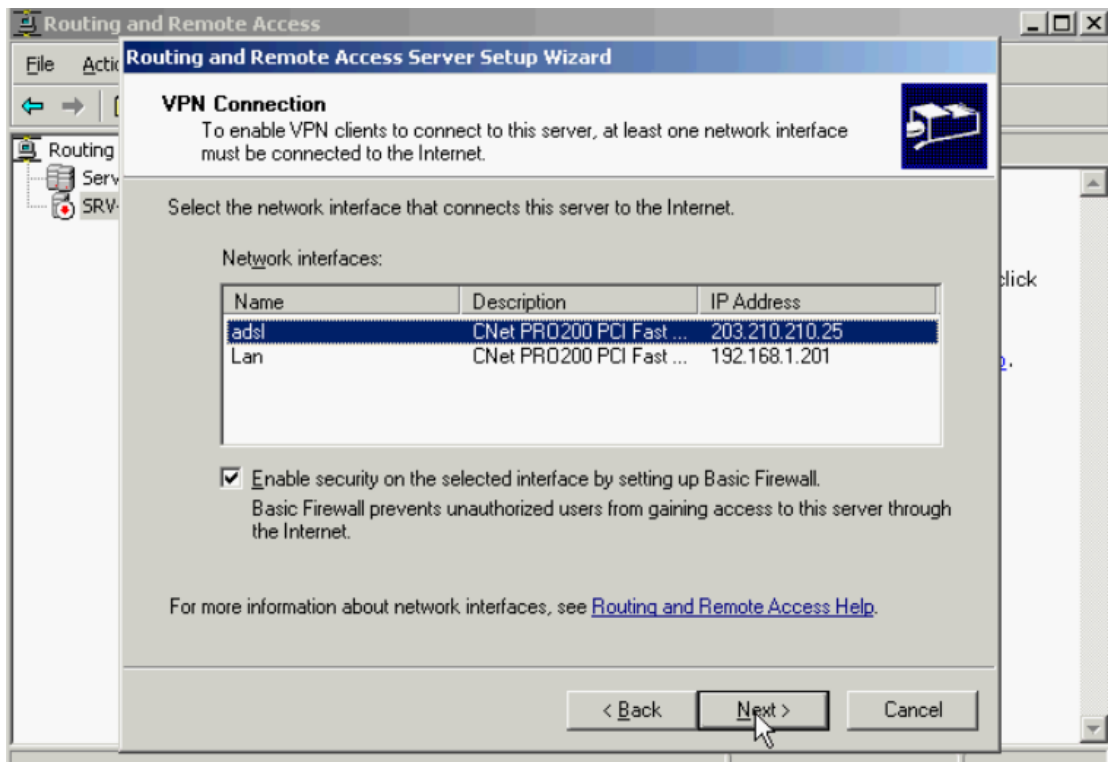 Routing and Remote Access
Routing and Remote Access Server Setup Wizard
File
VPN Connection
To enable VPN clients to connect to this server, at least one network interface
must be connected to the Internet.
Routing
Serv
SRV-
Select the network interface that connects this server to the Internet.
Network interfaces:
click
Name Description IP Address
adsl CNet PRO200 PCI Fast ... 203.210.210.25
Lan CNet PRO200 PCI Fast ... 192.168.1.201
Enable security on the selected interface by setting up Basic Firewall.
Basic Firewall prevents unauthorized users from gaining access to this server through
the Internet.
For more information about network interfaces, see Routing and Remote Access Help.
< Back Next > Cancel